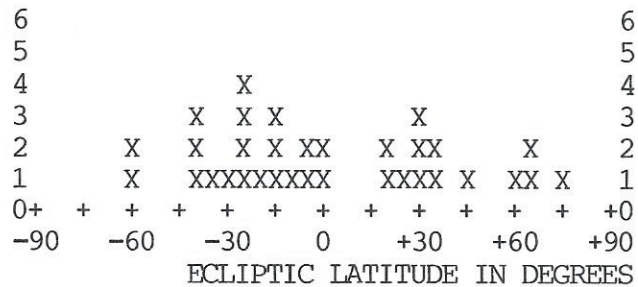 6 6
5 5
4 X 4
3 X X X X 3
2 X X X X XX X XX X 2
1 X XXXXXXXXX XXXX X XX X 1
0+ + + + + + + + + + + + +0
-90 -60 -30 0 +30 +60 +90
ECLIPTIC LATITUDE IN DEGREES